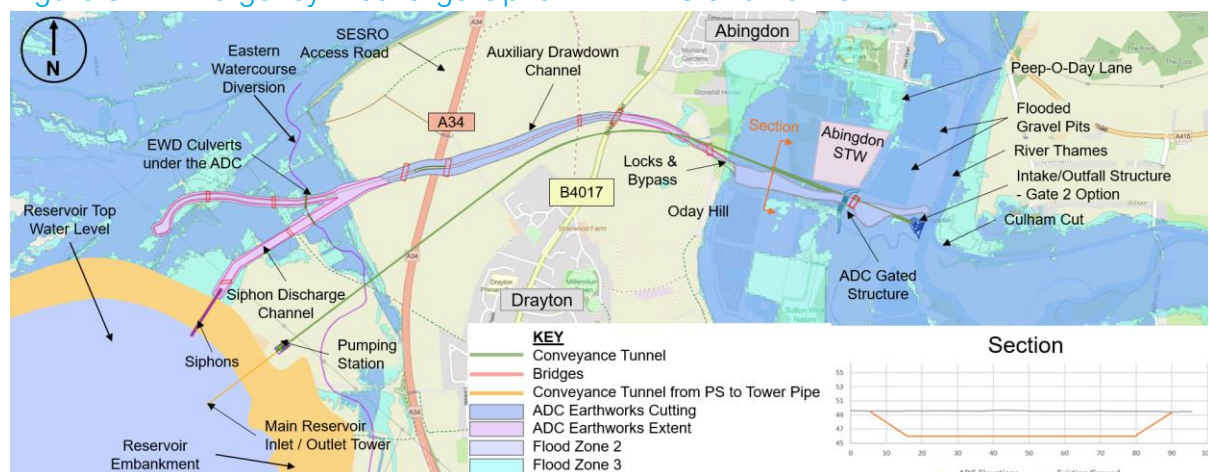 Abingdon
SESRO
Access Road
A34
Auxiliary Drawdown
Channel
Eastern
Watercourse
Diversion
N
Peep-O-Day Lane
Flooded
Gravel Pits
EWD Culverts
under the ADC
A34
Section
Abingdon
STW
River Thames
A415
Locks &
Bypass
B4017
Intake/Outfall Structure
- Gate 2 Option
Reservoir Top
Water Level
Oday Hill
Culham Cut
ADC Gated
Structure
Siphon Discharge
Channel
Drayton
Siphons
Pumping
Station
Main Reservoir
Inlet / Outlet Tower
Reservoir
Embankment
A34
A34
KEY
Conveyance Tunnel
Bridges
Conveyance Tunnel from PS to Tower Pipe
ADC Earthworks Cutting
ADC Earthworks Extent
Flood Zone 2
Flood Zone 3
Section
55
53
51
49
47
45
0 10 20 30 40 50 60 70 80 90